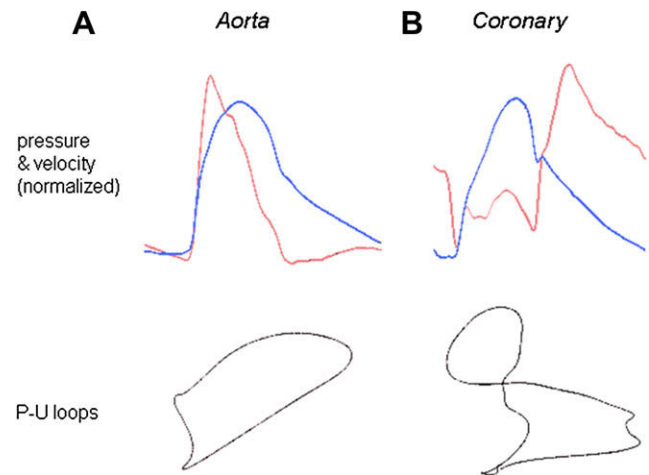 A Aorta B Coronary
pressure
& velocity
(normalized)
P-U loops